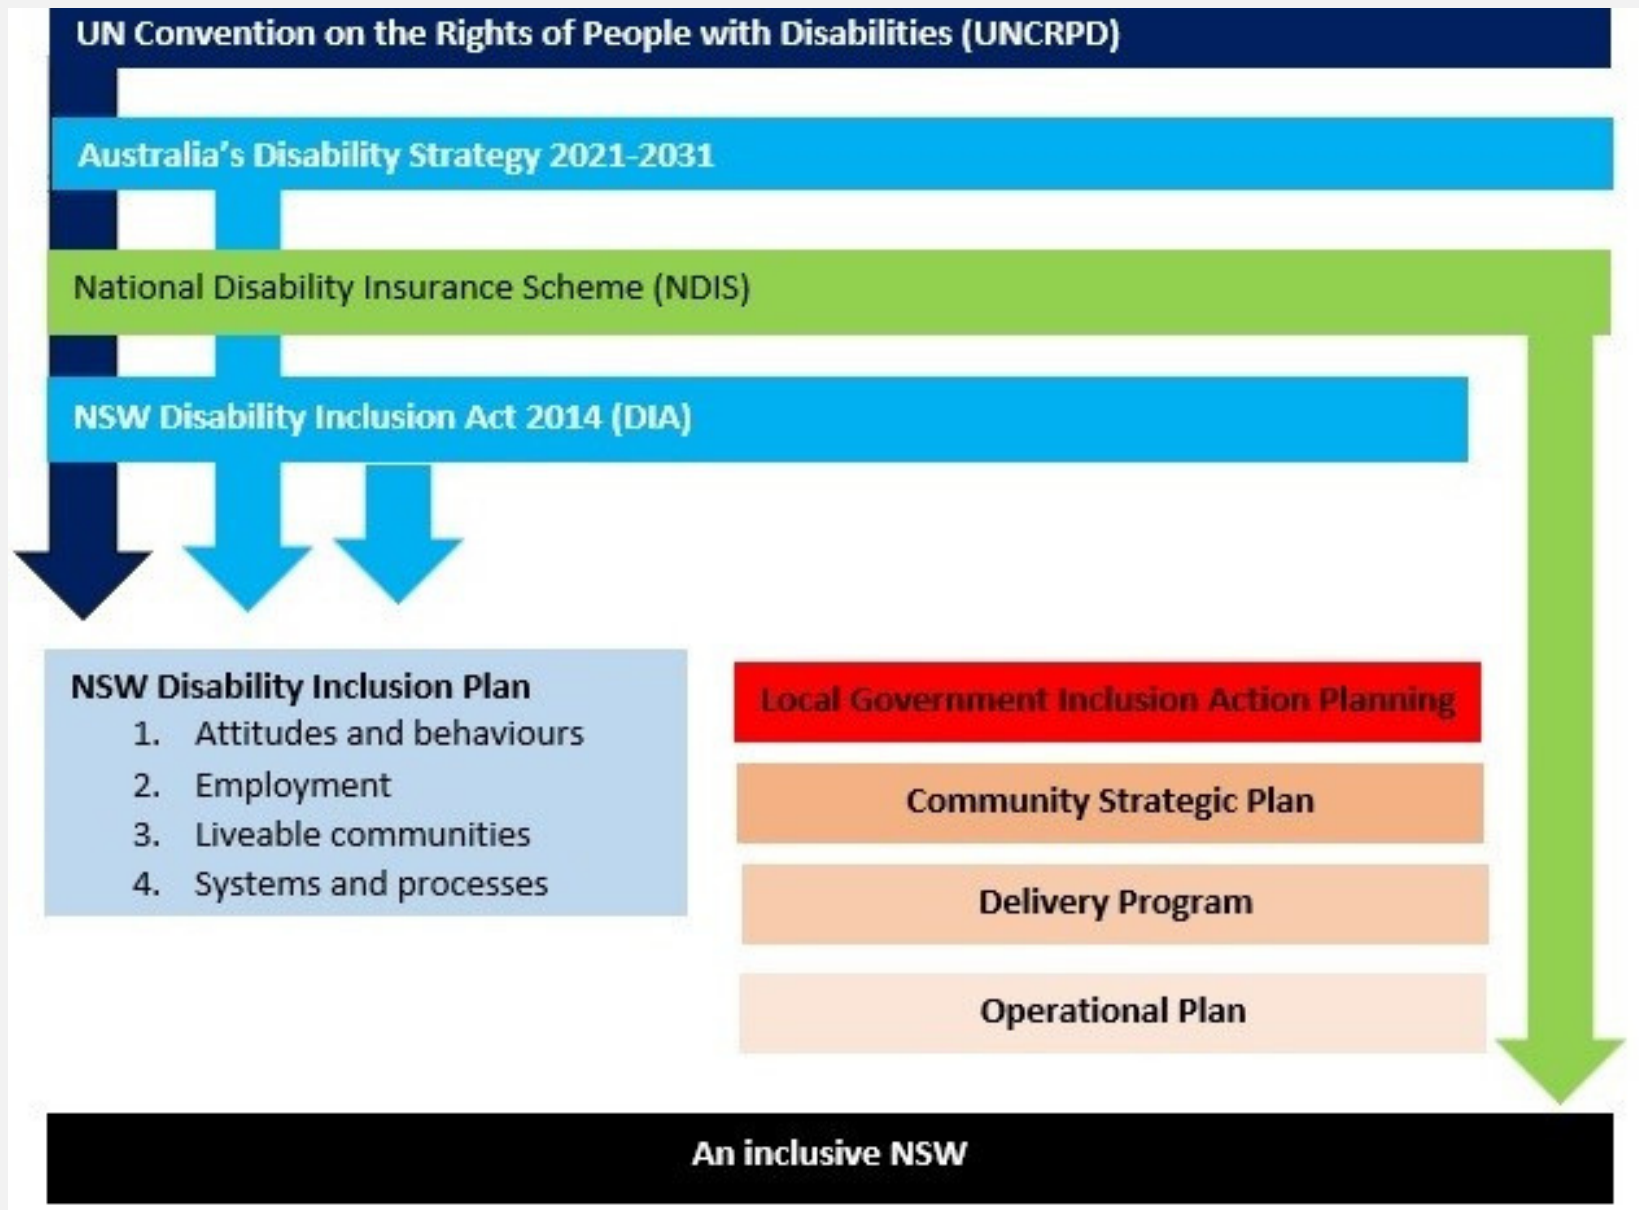 UN Convention on the Rights of People with Disabilities (UNCRPD)
Australia’s Disability Strategy 2021-2031
National Disability Insurance Scheme (NDIS)
NSW Disability Inclusion Act 2014 (DIA)
NSW Disability Inclusion Plan
1. Attitudes and behaviours
2. Employment
3. Liveable communities
4. Systems and processes
Local Government Inclusion Action Planning
Community Strategic Plan
Delivery Program
Operational Plan
An inclusive NSW